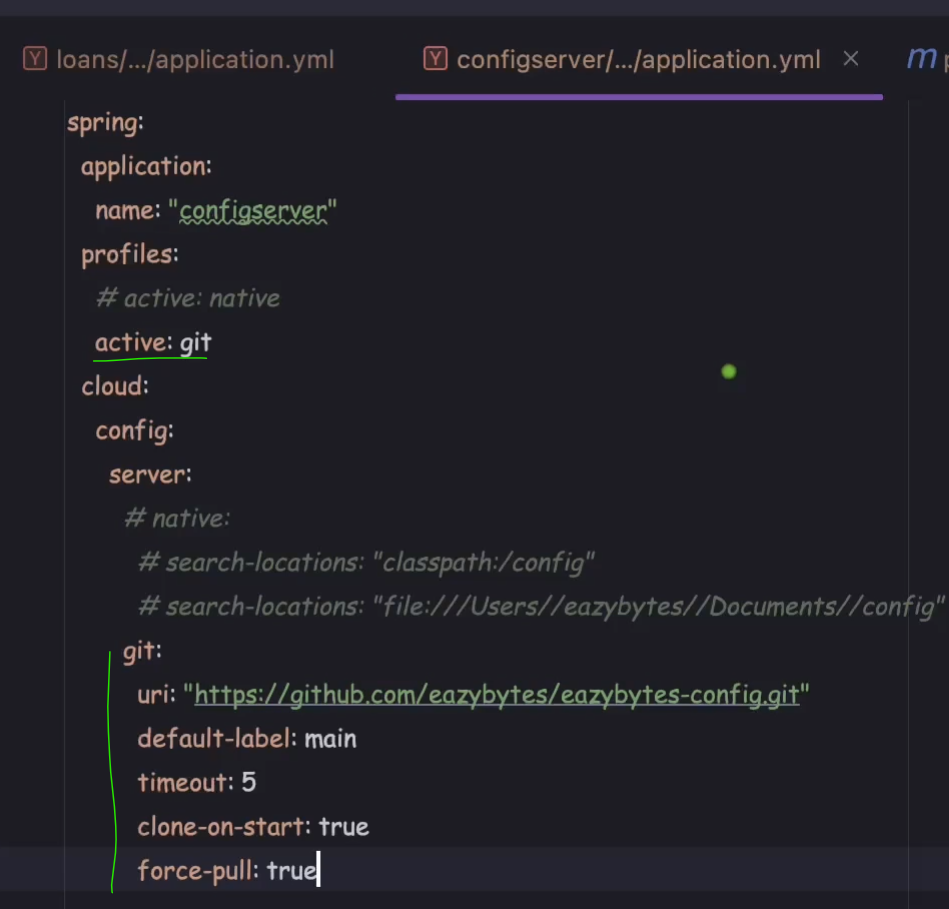 Y loans/.../application.yml
Y configserver/.../application.yml ×
m
spring:
  application:
    name: "configserver"
  profiles:
    # active: native
    active: git
  cloud:
    config:
      server:
        # native:
          # search-locations: "classpath:/config"
          # search-locations: "file:///Users//eazybytes//Documents//config"
        git:
          uri: "https://github.com/eazybytes/eazybytes-config.git"
          default-label: main
          timeout: 5
          clone-on-start: true
          force-pull: true